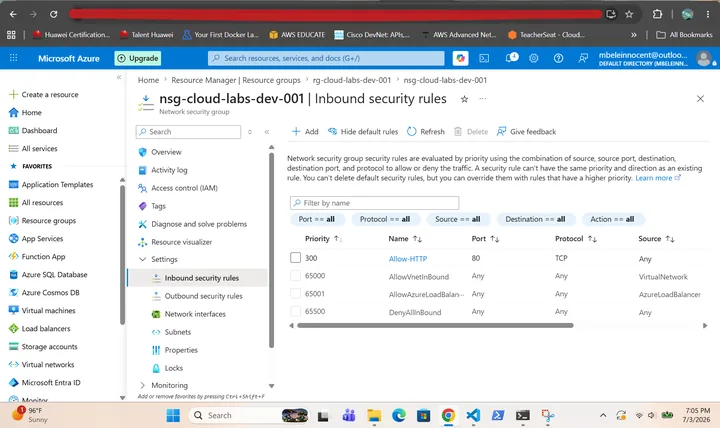 Huawei Certification...
Talent Huawei
Your First Docker La...
AWS EDUCATE
Cisco DevNet: APIs,...
AWS Advanced Net...
TeacherSeat - Cloud...
»
All Bookmarks
Microsoft Azure
Upgrade
Search resources, services, and docs (G+/)
1
mbeleinnocent@outloo...
DEFAULT DIRECTORY (MBELEIN...
Create a resource
Home
Dashboard
All services
FAVORITES
Application Templates
All resources
Resource groups
App Services
Function App
Azure SQL Database
Azure Cosmos DB
Virtual machines
Load balancers
Storage accounts
Virtual networks
Microsoft Entra ID
Monitor
Home > Resource Manager | Resource groups > rg-cloud-labs-dev-001 > nsg-cloud-labs-dev-001
nsg-cloud-labs-dev-001 | Inbound security rules
Network security group
Search
Overview
Activity log
Access control (IAM)
Tags
Diagnose and solve problems
Resource visualizer
Settings
Inbound security rules
Outbound security rules
Network interfaces
Subnets
Properties
Locks
Monitoring
Add or remove favorites by pressing Ctrl+Shift+F
Add
Hide default rules
Refresh
Delete
Give feedback
Network security group security rules are evaluated by priority using the combination of source, source port, destination,
destination port, and protocol to allow or deny the traffic. A security rule can't have the same priority and direction as an existing
rule. You can't delete default security rules, but you can override them with rules that have a higher priority. Learn more
Filter by name
Port == all
Protocol == all
Source == all
Destination == all
Action == all
Priority ↑ Name ↑↓ Port ↑↓ Protocol ↑↓ Source ↑↓
300 Allow-HTTP 80 TCP Any
65000 AllowVnetInBound Any Any VirtualNetwork
65001 AllowAzureLoadBalan··· Any Any AzureLoadBalancer
65500 DenyAllInBound Any Any Any
1
96°F
Sunny
Search
7:05 PM
7/3/2026